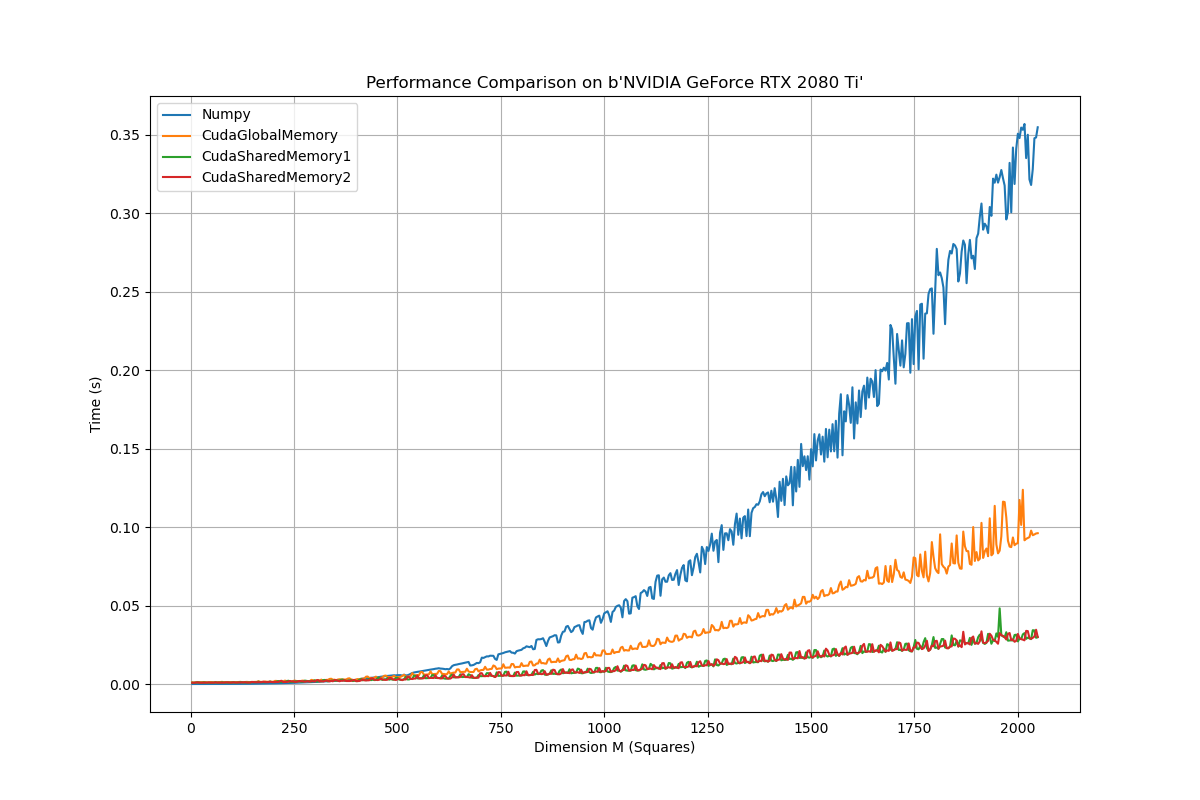 Performance Comparison on b'NVIDIA GeForce RTX 2080 Ti'
Numpy
CudaGlobalMemory
CudaSharedMemory1
CudaSharedMemory2
0.35
0.30
0.25
0.20
0.15
0.10
0.05
0.00
Time (s)
0 250 500 750 1000 1250 1500 1750 2000
Dimension M (Squares)